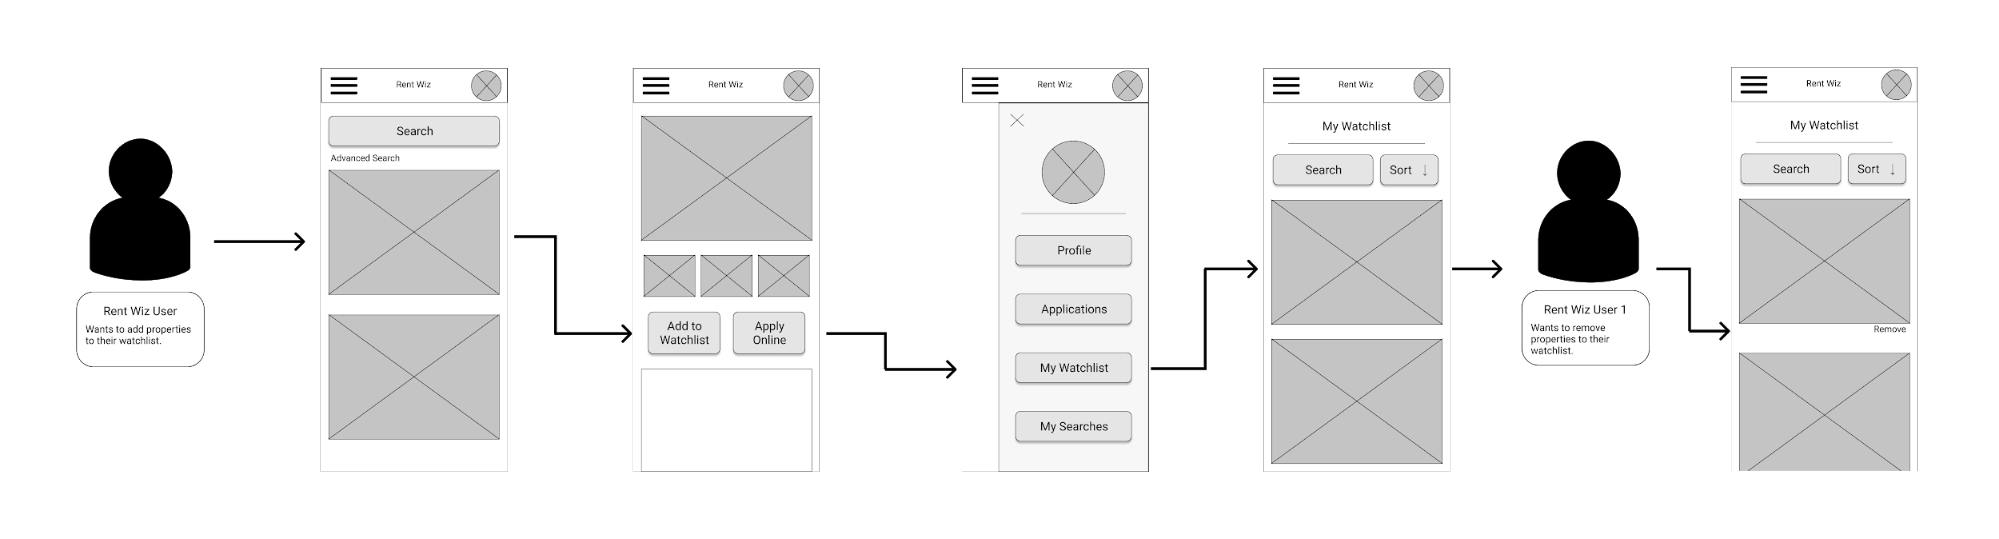 Rent Wiz User
Wants to add properties
to their watchlist.
Rent Wiz
Search
Advanced Search
Rent Wiz
Add to
Watchlist
Apply
Online
Rent Wiz
Profile
Applications
My Watchlist
My Searches
Rent Wiz
My Watchlist
Search
Sort ↓
Rent Wiz User 1
Wants to remove
properties to their
watchlist.
Rent Wiz
My Watchlist
Search
Sort ↓
Remove